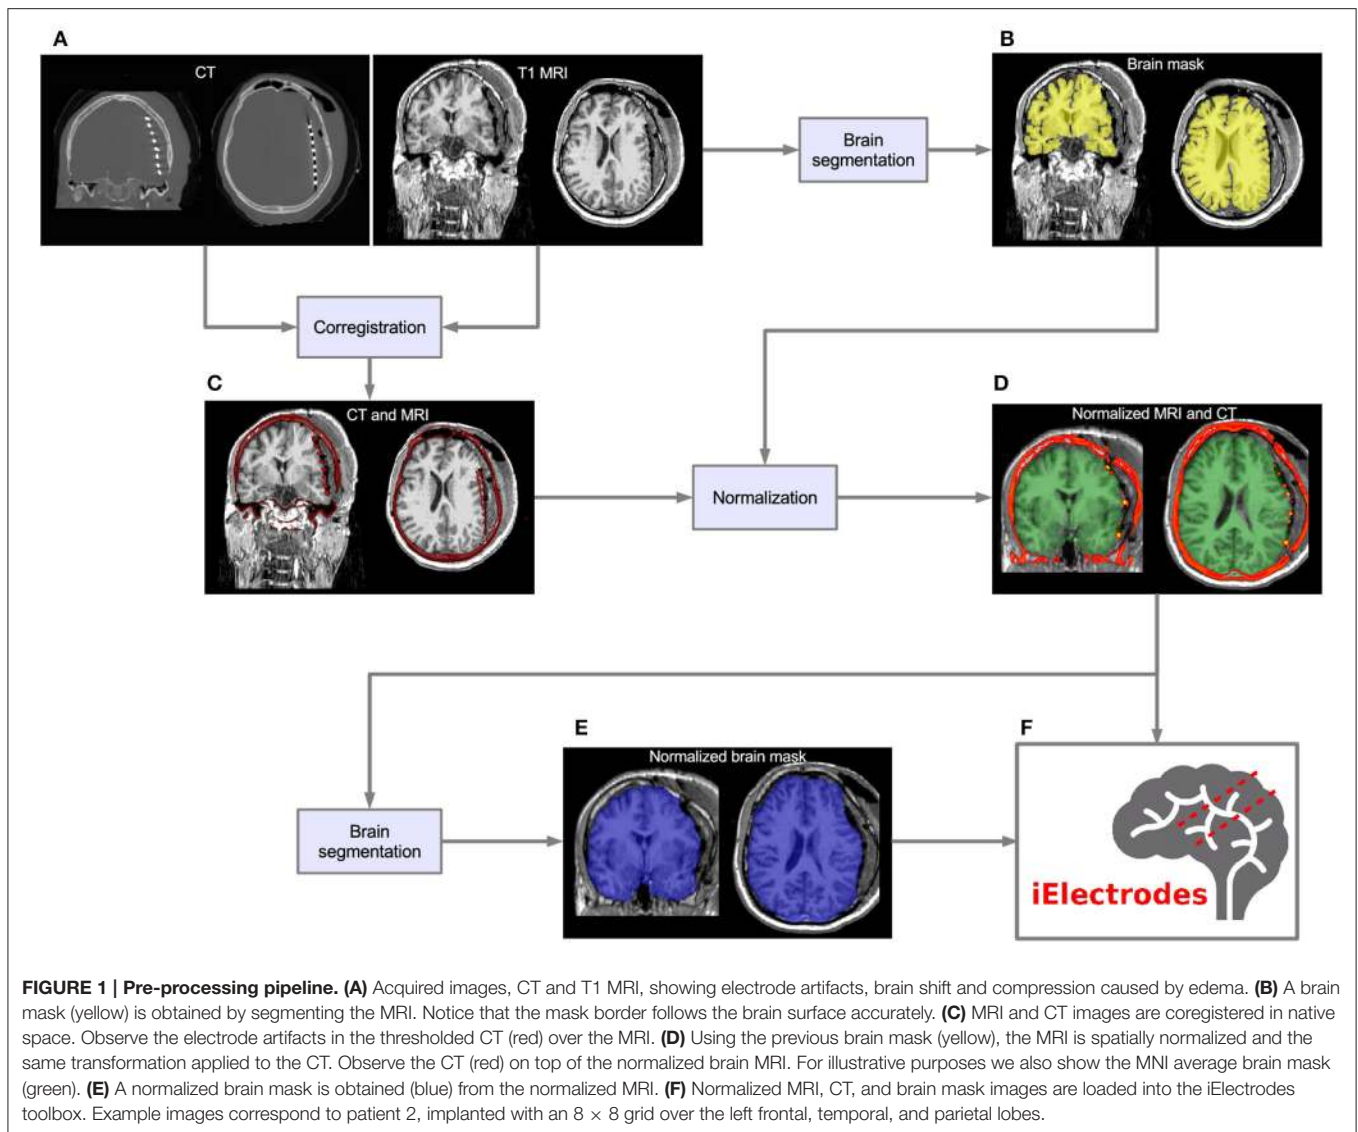 A
CT
T1 MRI
B
Brain mask
Brain
segmentation
Corregistration
C
CT and MRI
D
Normalized MRI and CT
Normalization
E
Normalized brain mask
F
Brain
segmentation
iElectrodes
FIGURE 1 | Pre-processing pipeline. (A) Acquired images, CT and T1 MRI, showing electrode artifacts, brain shift and compression caused by edema. (B) A brain
mask (yellow) is obtained by segmenting the MRI. Notice that the mask border follows the brain surface accurately. (C) MRI and CT images are coregistered in native
space. Observe the electrode artifacts in the thresholded CT (red) over the MRI. (D) Using the previous brain mask (yellow), the MRI is spatially normalized and the
same transformation applied to the CT. Observe the CT (red) on top of the normalized brain MRI. For illustrative purposes we also show the MNI average brain mask
(green). (E) A normalized brain mask is obtained (blue) from the normalized MRI. (F) Normalized MRI, CT, and brain mask images are loaded into the iElectrodes
toolbox. Example images correspond to patient 2, implanted with an 8 × 8 grid over the left frontal, temporal, and parietal lobes.